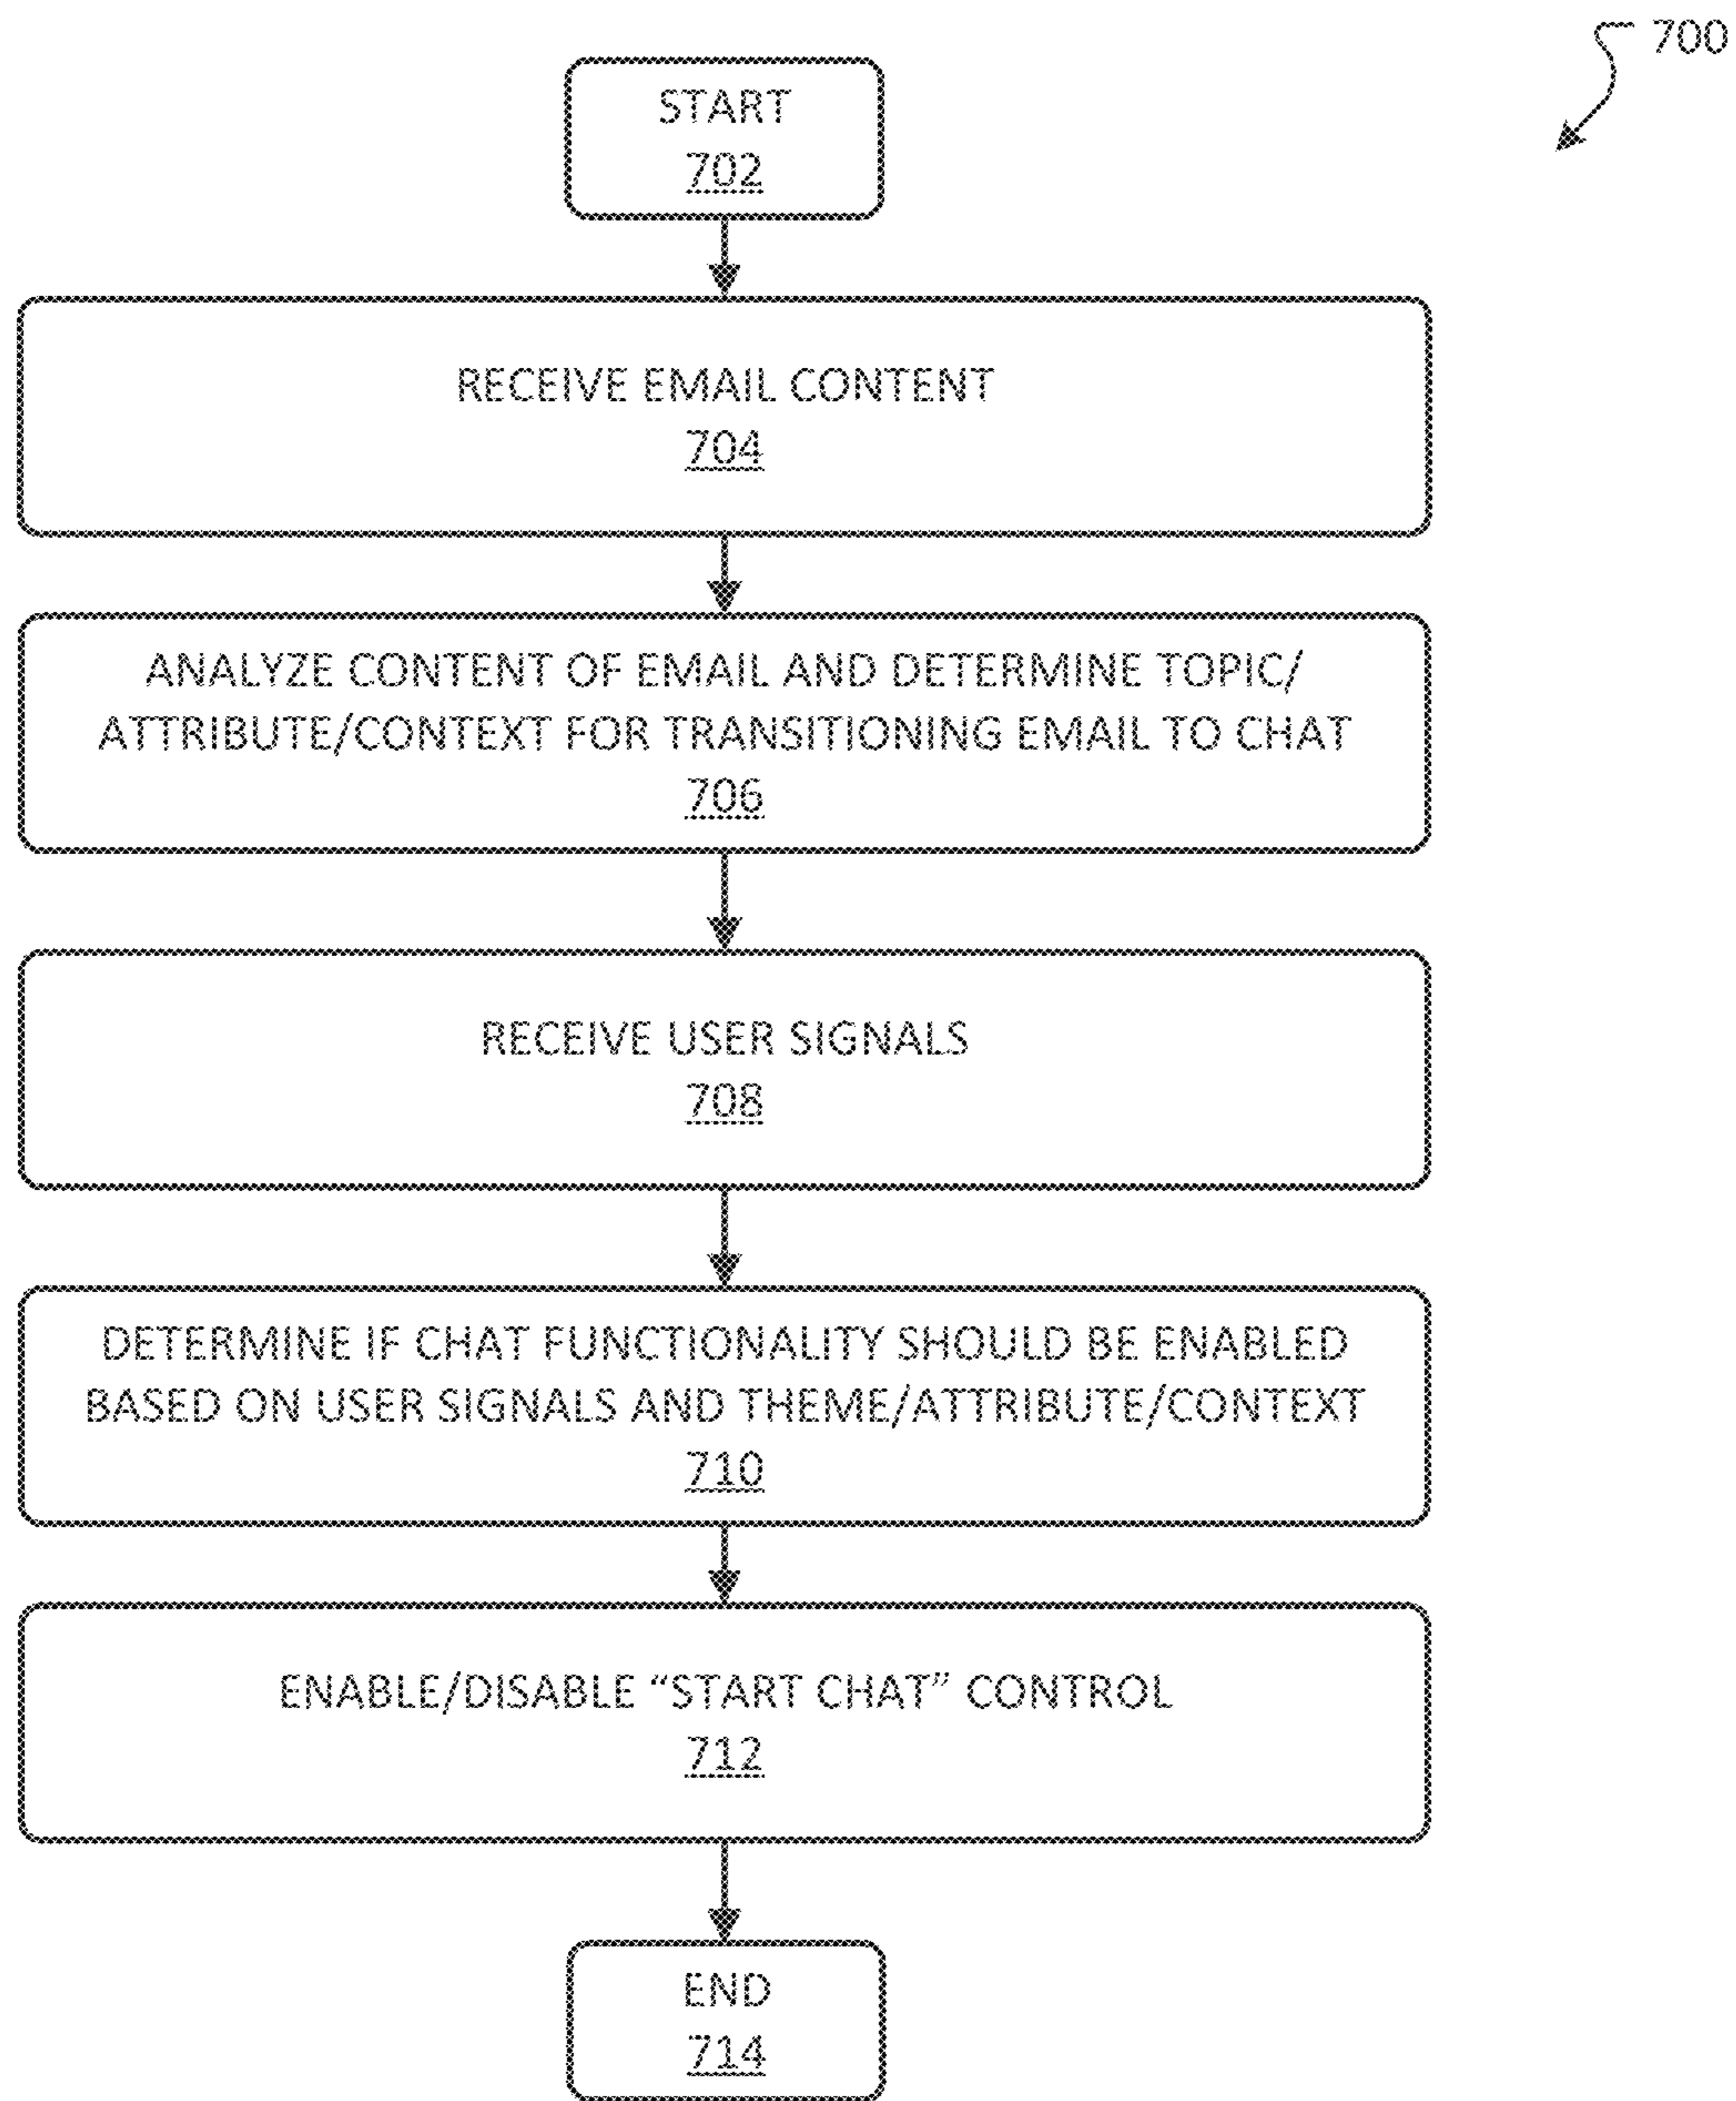 700
START
702
RECEIVE EMAIL CONTENT
704
ANALYZE CONTENT OF EMAIL AND DETERMINE TOPIC/
ATTRIBUTE/CONTEXT FOR TRANSITIONING EMAIL TO CHAT
706
RECEIVE USER SIGNALS
708
DETERMINE IF CHAT FUNCTIONALITY SHOULD BE ENABLED
BASED ON USER SIGNALS AND THEME/ATTRIBUTE/CONTEXT
710
ENABLE/DISABLE “START CHAT” CONTROL
712
END
714